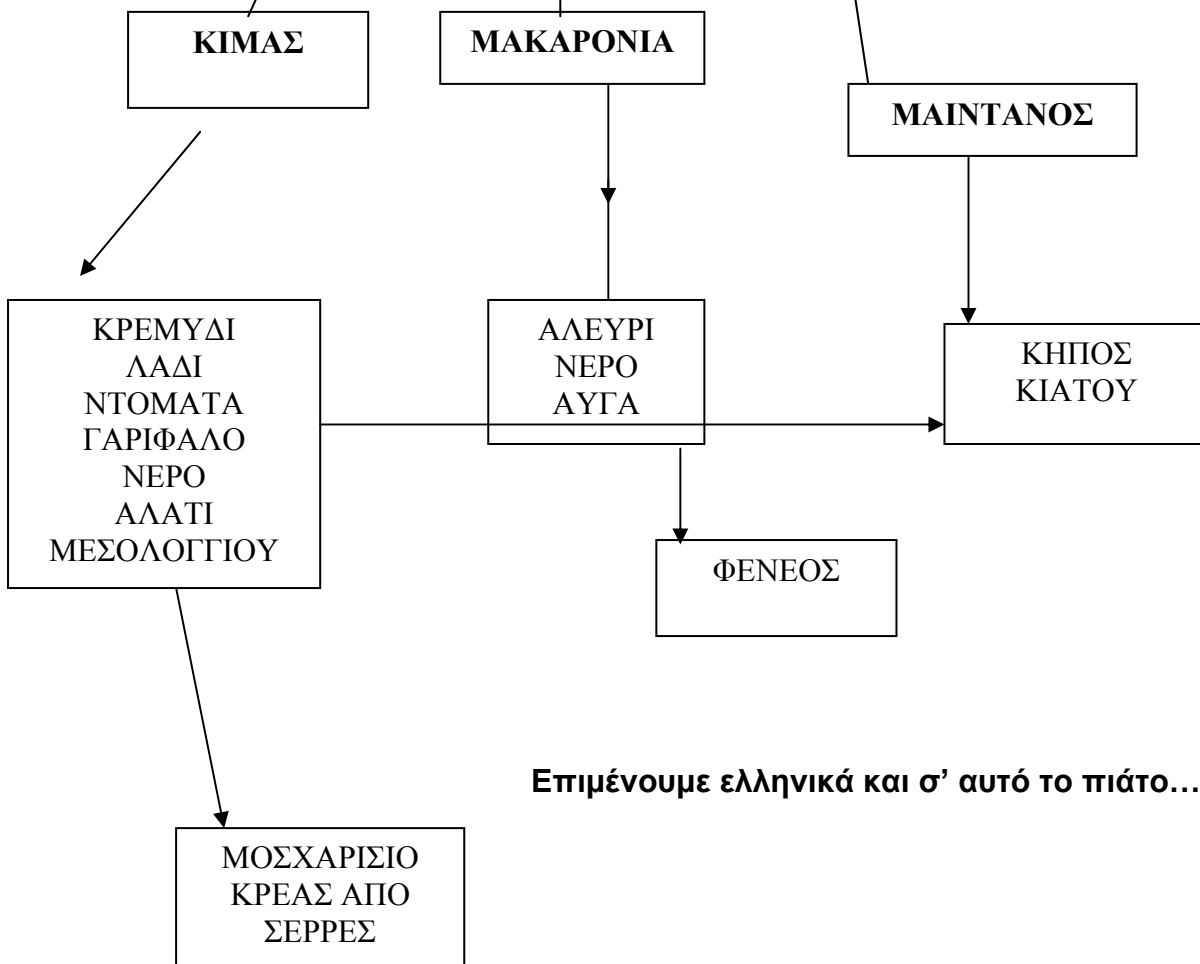 ΚΙΜΑΣ
ΜΑΚΑΡΟΝΙΑ
ΜΑΙΝΤΑΝΟΣ
ΚΡΕΜΥΔΙ
ΛΑΔΙ
ΝΤΟΜΑΤΑ
ΓΑΡΙΦΑΛΟ
ΝΕΡΟ
ΑΛΑΤΙ
ΜΕΣΟΛΟΓΓΙΟΥ
ΑΛΕΥΡΙ
ΝΕΡΟ
ΑΥΓΑ
ΚΗΠΟΣ
ΚΙΑΤΟΥ
ΦΕΝΕΟΣ
Επιμένουμε ελληνικά και σ’ αυτό το πιάτο…
ΜΟΣΧΑΡΙΣΙΟ
ΚΡΕΑΣ ΑΠΟ
ΣΕΡΡΕΣ